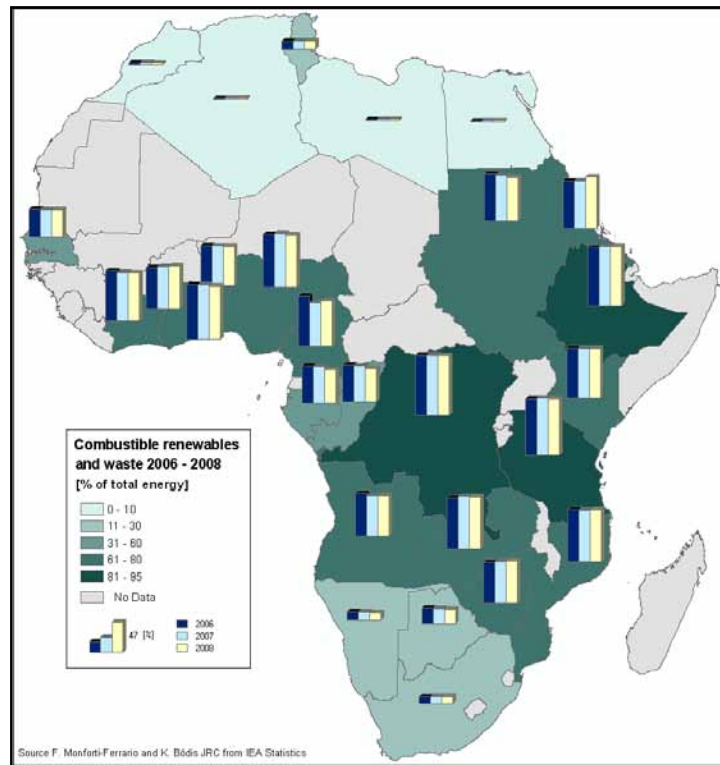 Combustible renewables
and waste 2006 - 2008
[% of total energy]
0 - 10
11 - 30
31 - 60
61 - 80
81 - 95
No Data
47 [%]
2006
2007
2008
Source F. Monforti-Ferrario and K. Bódis JRC from IEA Statistics